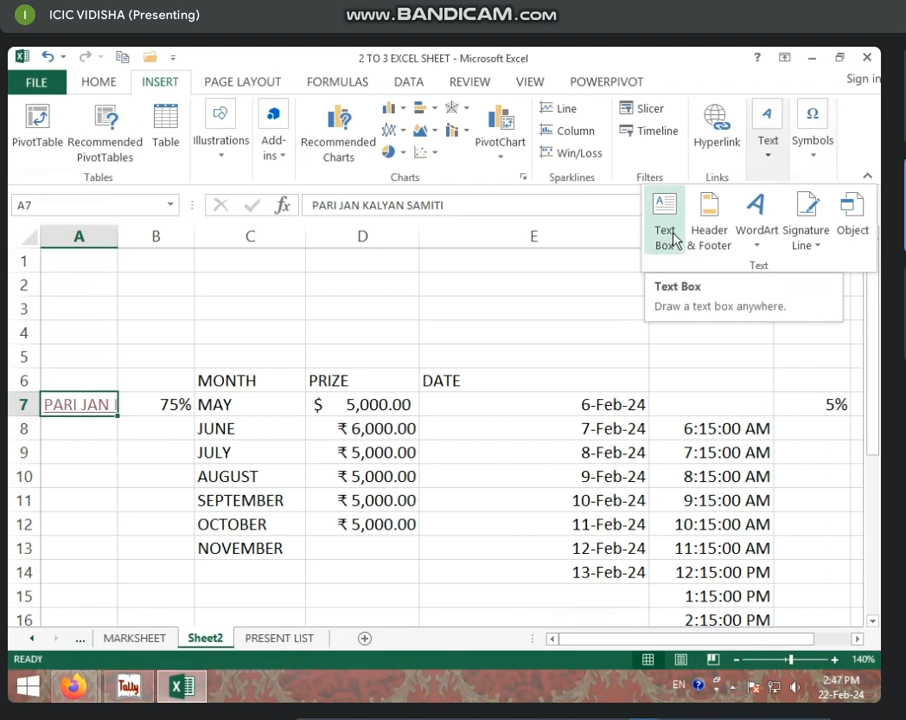 I ICIC VIDISHA (Presenting)
www.BANDICAM.com
2 TO 3 EXCEL SHEET - Microsoft Excel
Sign in
FILE HOME INSERT PAGE LAYOUT FORMULAS DATA REVIEW VIEW POWERPIVOT
PivotTable Recommended PivotTables Table Illustrations Add-ins Recommended Charts PivotChart Line Column Win/Loss Slicer Timeline Hyperlink Text Symbols
Tables Charts Sparklines Filters Links
A7 fx PARI JAN KALYAN SAMITI
Text Box Header & Footer WordArt Signature Line Object
Text
Text Box
Draw a text box anywhere.
A B C D E
1
2
3
4
5
6 MONTH PRIZE DATE
7 PARI JAN 75% MAY $ 5,000.00 6-Feb-24 5%
8 JUNE ₹ 6,000.00 7-Feb-24 6:15:00 AM
9 JULY ₹ 5,000.00 8-Feb-24 7:15:00 AM
10 AUGUST ₹ 5,000.00 9-Feb-24 8:15:00 AM
11 SEPTEMBER ₹ 5,000.00 10-Feb-24 9:15:00 AM
12 OCTOBER ₹ 5,000.00 11-Feb-24 10:15:00 AM
13 NOVEMBER 12-Feb-24 11:15:00 AM
14 13-Feb-24 12:15:00 PM
15 1:15:00 PM
16 2:15:00 PM
... MARKSHEET Sheet2 PRESENT LIST
READY 140%
Tally EN 2:47 PM
22-Feb-24